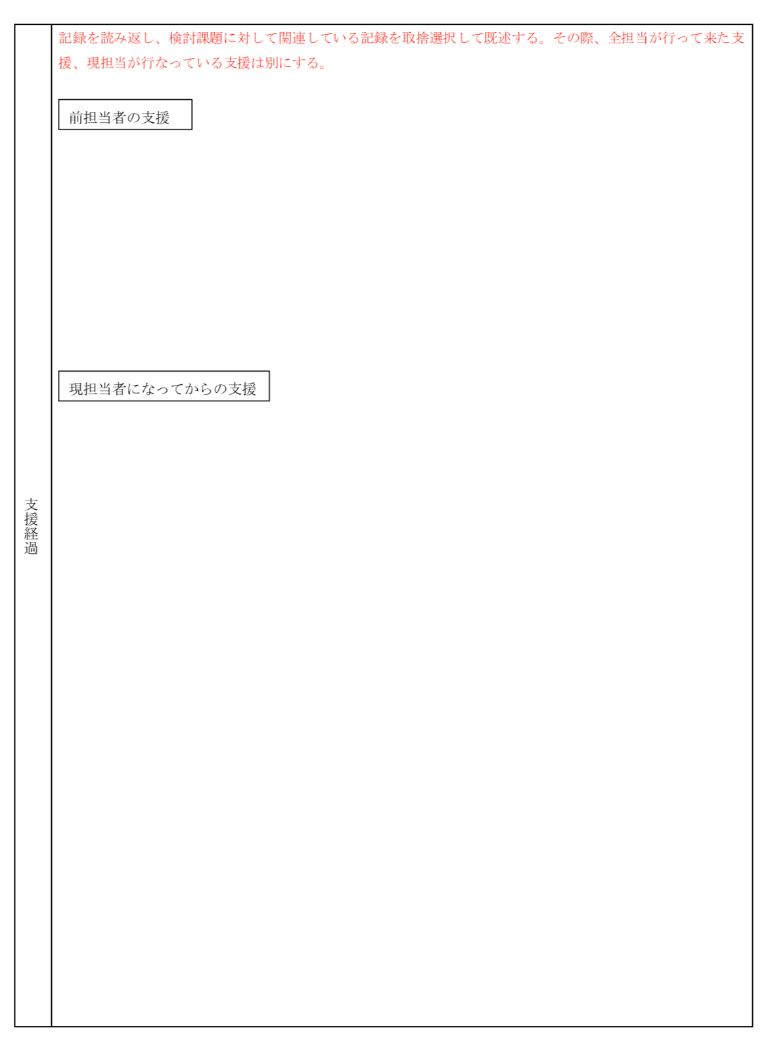 記録を読み返し、検討課題に対して関連している記録を取捨選択して既述する。その際、全担当が行って来た支
援、現担当が行なっている支援は別にする。
前担当者の支援
現担当者になってからの支援
支援経過